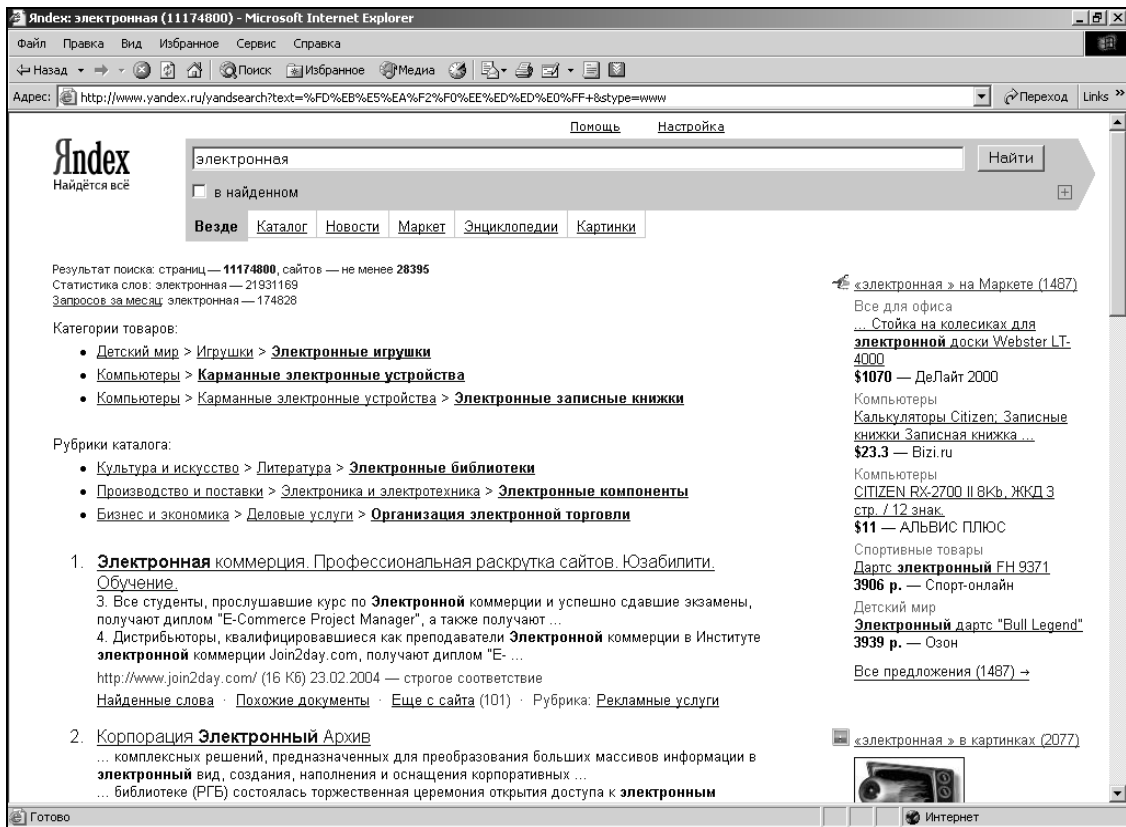 Яndex: электронная (11174800) - Microsoft Internet Explorer
Файл Правка Вид Избранное Сервис Справка
Назад Поиск Избранное Медиа
Адрес: http://www.yandex.ru/yandsearch?text=%FD%EB%E5%EA%F2%F0%EE%ED%ED%E0%FF+&stype=www Переход Links »
Помощь Настройка
Яndex
Найдётся всё
электронная
Найти
в найденном
Везде Каталог Новости Маркет Энциклопедии Картинки
Результат поиска: страниц — 11174800, сайтов — не менее 28395
Статистика слов: электронная — 21931169
Запросов за месяц: электронная — 174828
Категории товаров:
• Детский мир > Игрушки > Электронные игрушки
• Компьютеры > Карманные электронные устройства
• Компьютеры > Карманные электронные устройства > Электронные записные книжки
Рубрики каталога:
• Культура и искусство > Литература > Электронные библиотеки
• Производство и поставки > Электроника и электротехника > Электронные компоненты
• Бизнес и экономика > Деловые услуги > Организация электронной торговли
1. Электронная коммерция. Профессиональная раскрутка сайтов. Юзабилити.
Обучение.
3. Все студенты, прослушавшие курс по Электронной коммерции и успешно сдавшие экзамены,
получают диплом "E-Commerce Project Manager", а также получают ...
4. Дистрибьюторы, квалифицировавшиеся как преподаватели Электронной коммерции в Институте
электронной коммерции Join2day.com, получают диплом "E- ...
http://www.join2day.com/ (16 Кб) 23.02.2004 — строгое соответствие
Найденные слова · Похожие документы · Еще с сайта (101) · Рубрика: Рекламные услуги
2. Корпорация Электронный Архив
... комплексных решений, предназначенных для преобразования больших массивов информации в
электронный вид, создания, наполнения и оснащения корпоративных ...
... библиотеке (РГБ) состоялась торжественная церемония открытия доступа к электронным
«электронная » на Маркете (1487)
Все для офиса
... Стойка на колесиках для
электронной доски Webster LT-
4000
$1070 — ДеЛайт 2000
Компьютеры
Калькуляторы Citizen; Записные
книжки Записная книжка ...
$23.3 — Bizi.ru
Компьютеры
CITIZEN RX-2700 II 8Kb, ЖКД 3
стр. / 12 знак.
$11 — АЛЬВИС ПЛЮС
Спортивные товары
Дартс электронный FH 9371
3906 р. — Спорт-онлайн
Детский мир
Электронный дартс "Bull Legend"
3939 р. — Озон
Все предложения (1487) →
«электронная » в картинках (2077)
Готово
Интернет